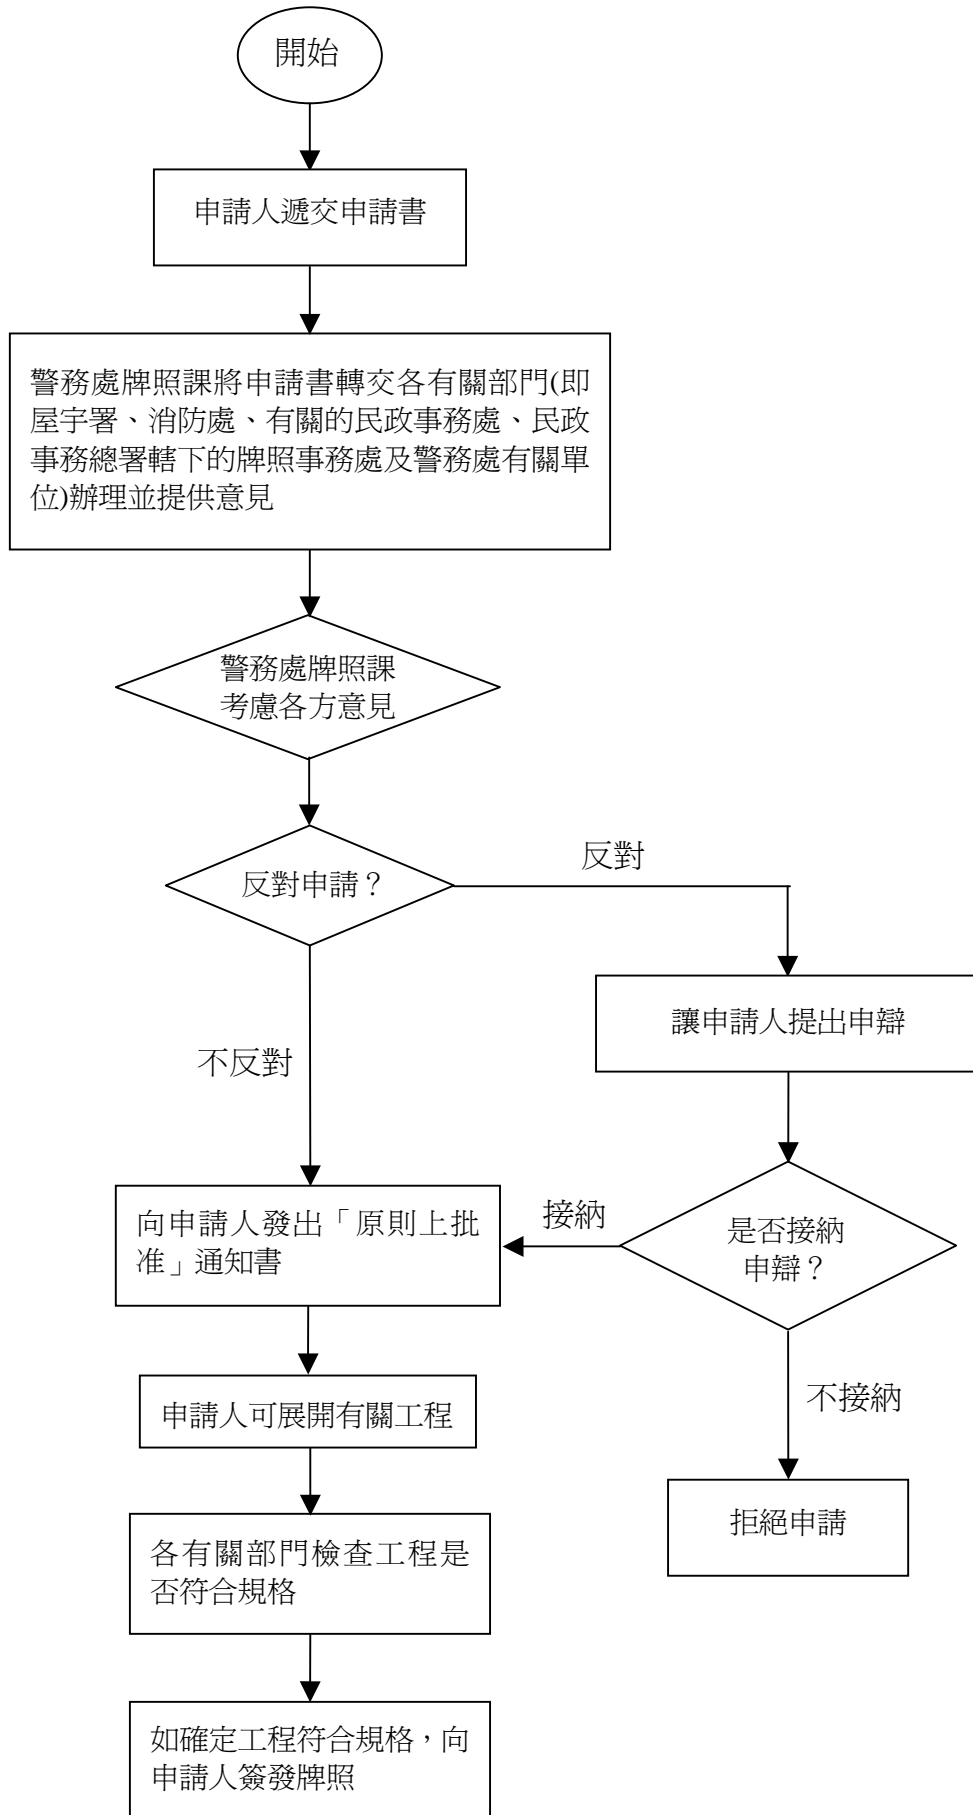 開始
申請人遞交申請書
警務處牌照課將申請書轉交各有關部門(即
屋宇署、消防處、有關的民政事務處、民政
事務總署轄下的牌照事務處及警務處有關單
位)辦理並提供意見
警務處牌照課
考慮各方意見
反對申請？
反對
讓申請人提出申辯
不反對
向申請人發出「原則上批
准」通知書
接納
是否接納
申辯？
不接納
申請人可展開有關工程
拒絕申請
各有關部門檢查工程是
否符合規格
如確定工程符合規格，向
申請人簽發牌照